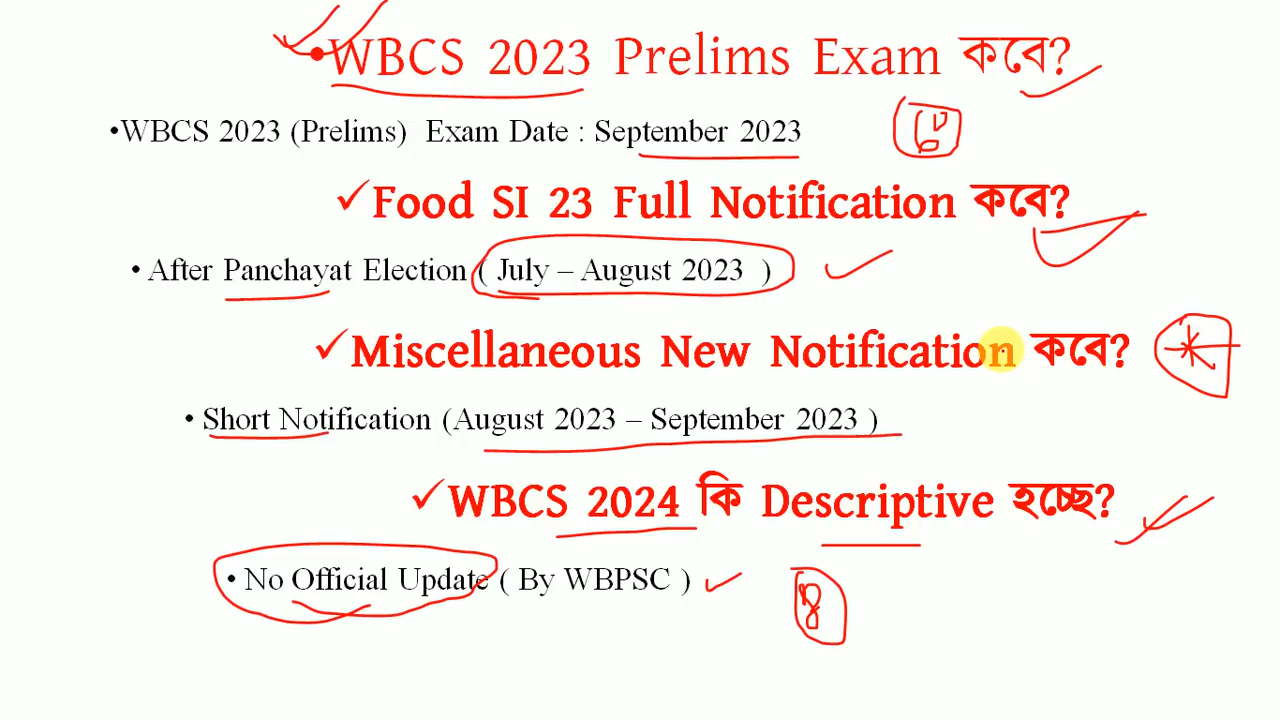 •WBCS 2023 Prelims Exam কবে?
•WBCS 2023 (Prelims) Exam Date : September 2023
✓Food SI 23 Full Notification কবে?
• After Panchayat Election ( July – August 2023 )
✓Miscellaneous New Notification কবে?
• Short Notification (August 2023 – September 2023 )
✓WBCS 2024 কি Descriptive হচ্ছে?
• No Official Update ( By WBPSC )